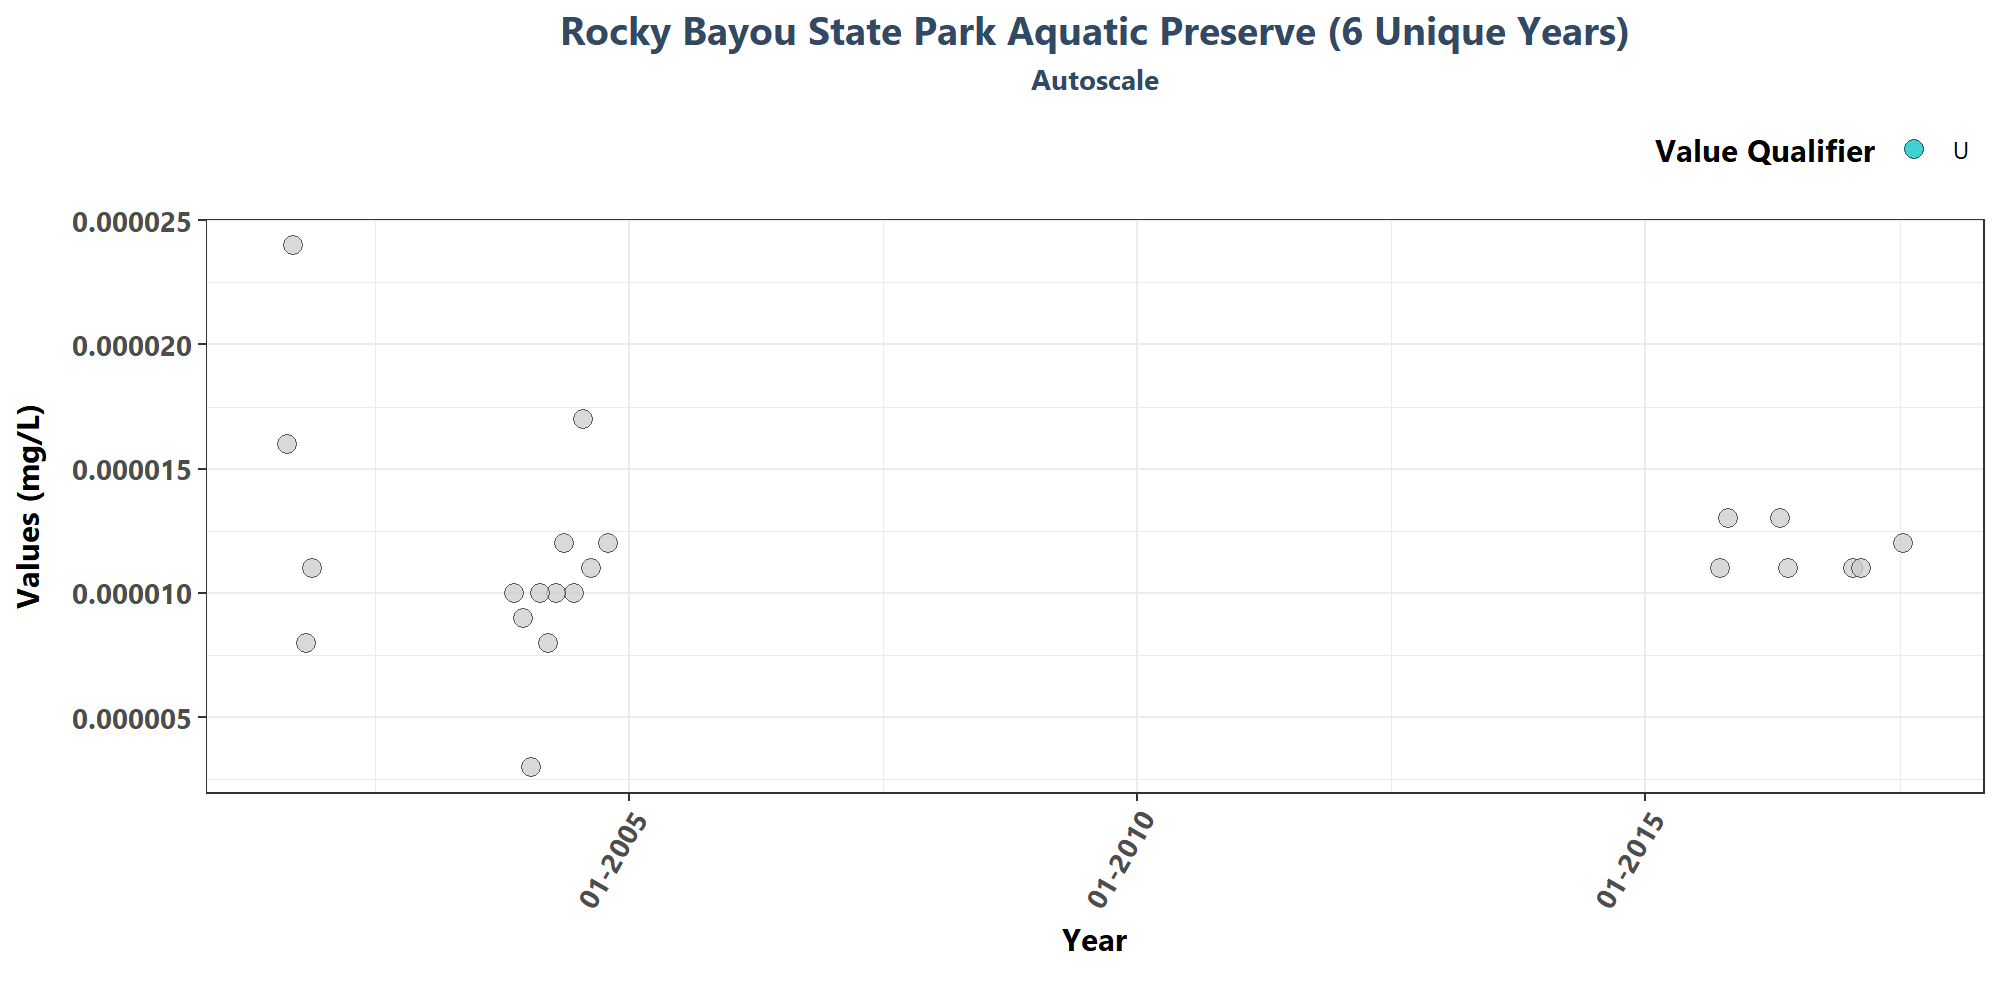 Rocky Bayou State Park Aquatic Preserve (6 Unique Years)
Autoscale
Value Qualifier U
0.000025
0.000020
0.000015
0.000010
0.000005
Values (mg/L)
01-2005
01-2010
01-2015
Year